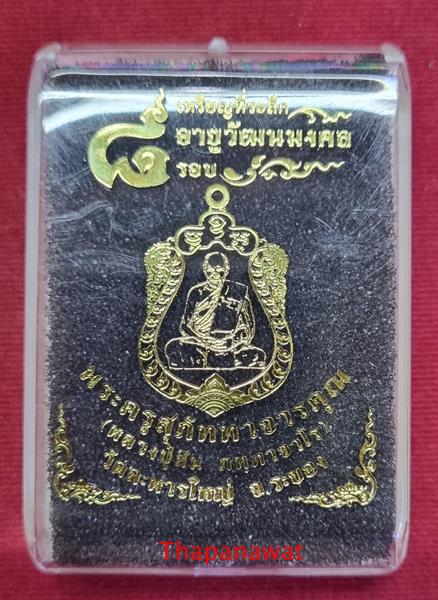 เหรียญที่ระลึก
๘ อายุวัฒนมงคล
รอบ
พระครูสุภัททาจารคุณ
(หลวงปู่สิน ภทฺทาจาโร)
วัดละหารใหญ่ จ.ระยอง
Thapanawat